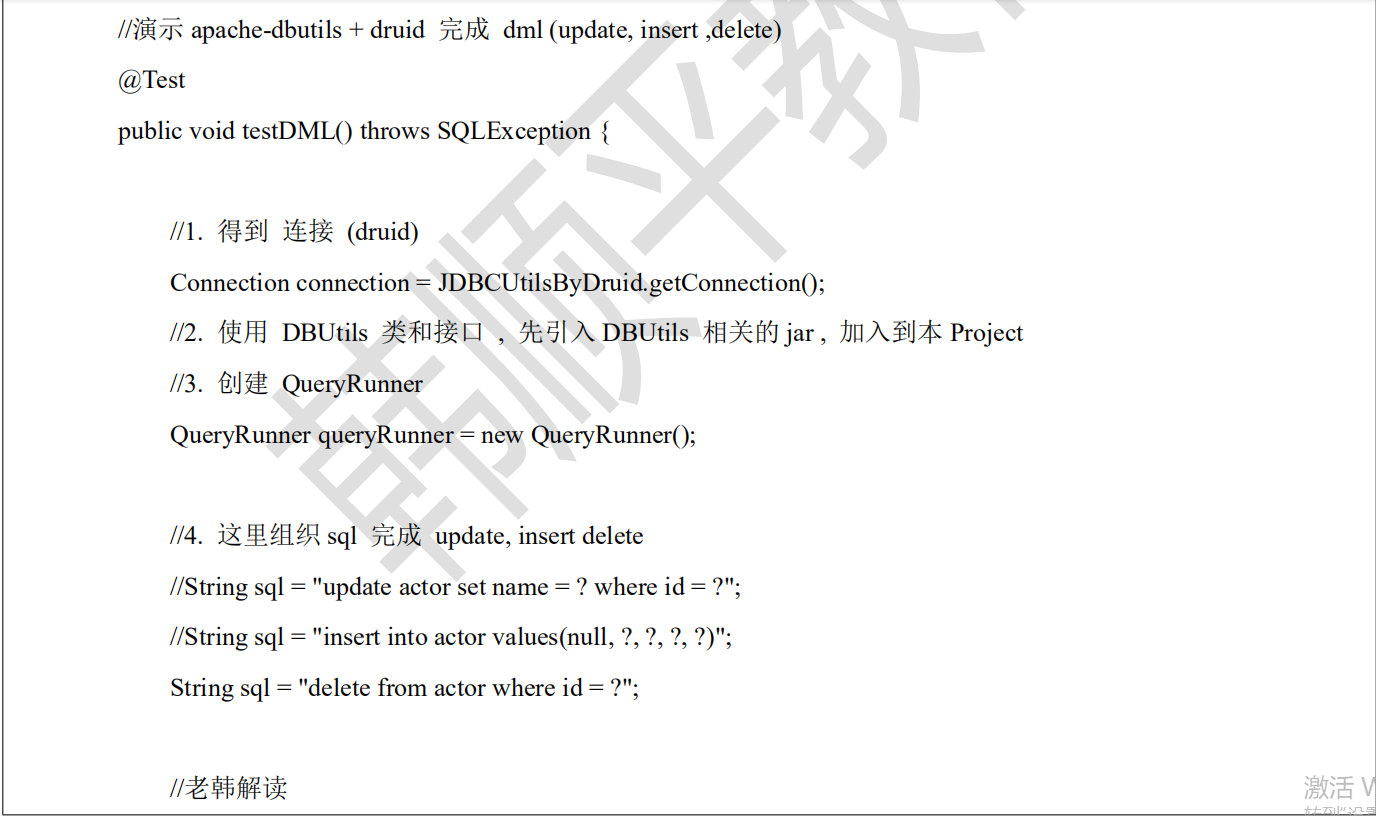 //演示 apache-dbutils + druid 完成 dml (update, insert ,delete)
@Test
public void testDML() throws SQLException {
//1. 得到 连接 (druid)
Connection connection = JDBCUtilsByDruid.getConnection();
//2. 使用 DBUtils 类和接口 , 先引入 DBUtils 相关的 jar , 加入到本 Project
//3. 创建 QueryRunner
QueryRunner queryRunner = new QueryRunner();
//4. 这里组织 sql 完成 update, insert delete
//String sql = "update actor set name = ? where id = ?";
//String sql = "insert into actor values(null, ?, ?, ?, ?)";
String sql = "delete from actor where id = ?";
//老韩解读
韩顺平教
激活 W